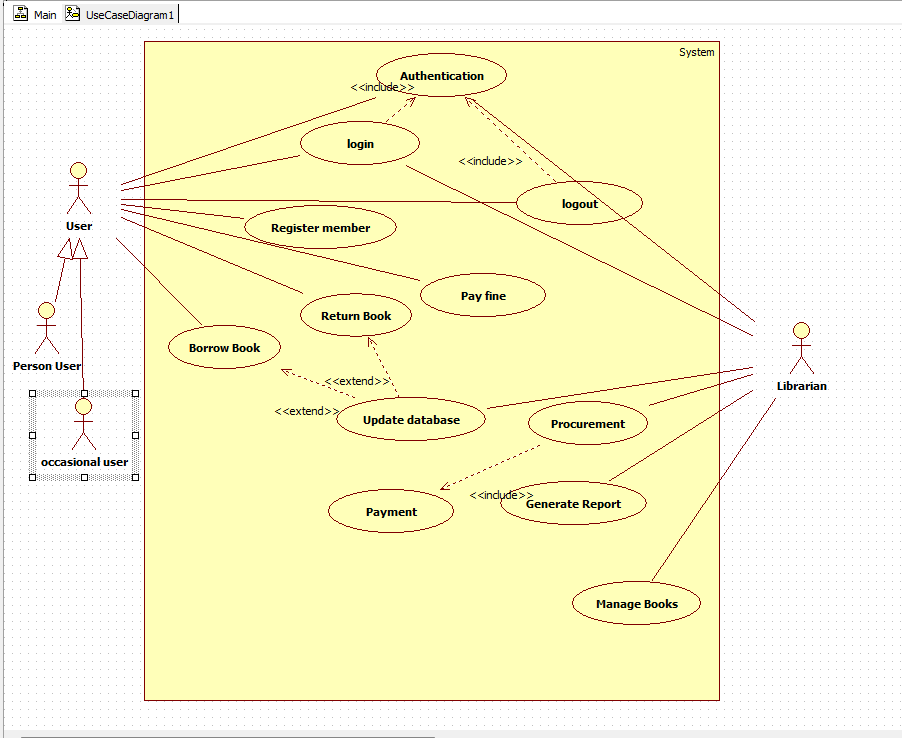 Main
UseCaseDiagram1
System
Authentication
<<include>>
login
<<include>>
logout
User
Register member
Pay fine
Return Book
Borrow Book
Person User
Librarian
<<extend>>
<<extend>>
Update database
Procurement
occasional user
<<include>>
Generate Report
Payment
Manage Books